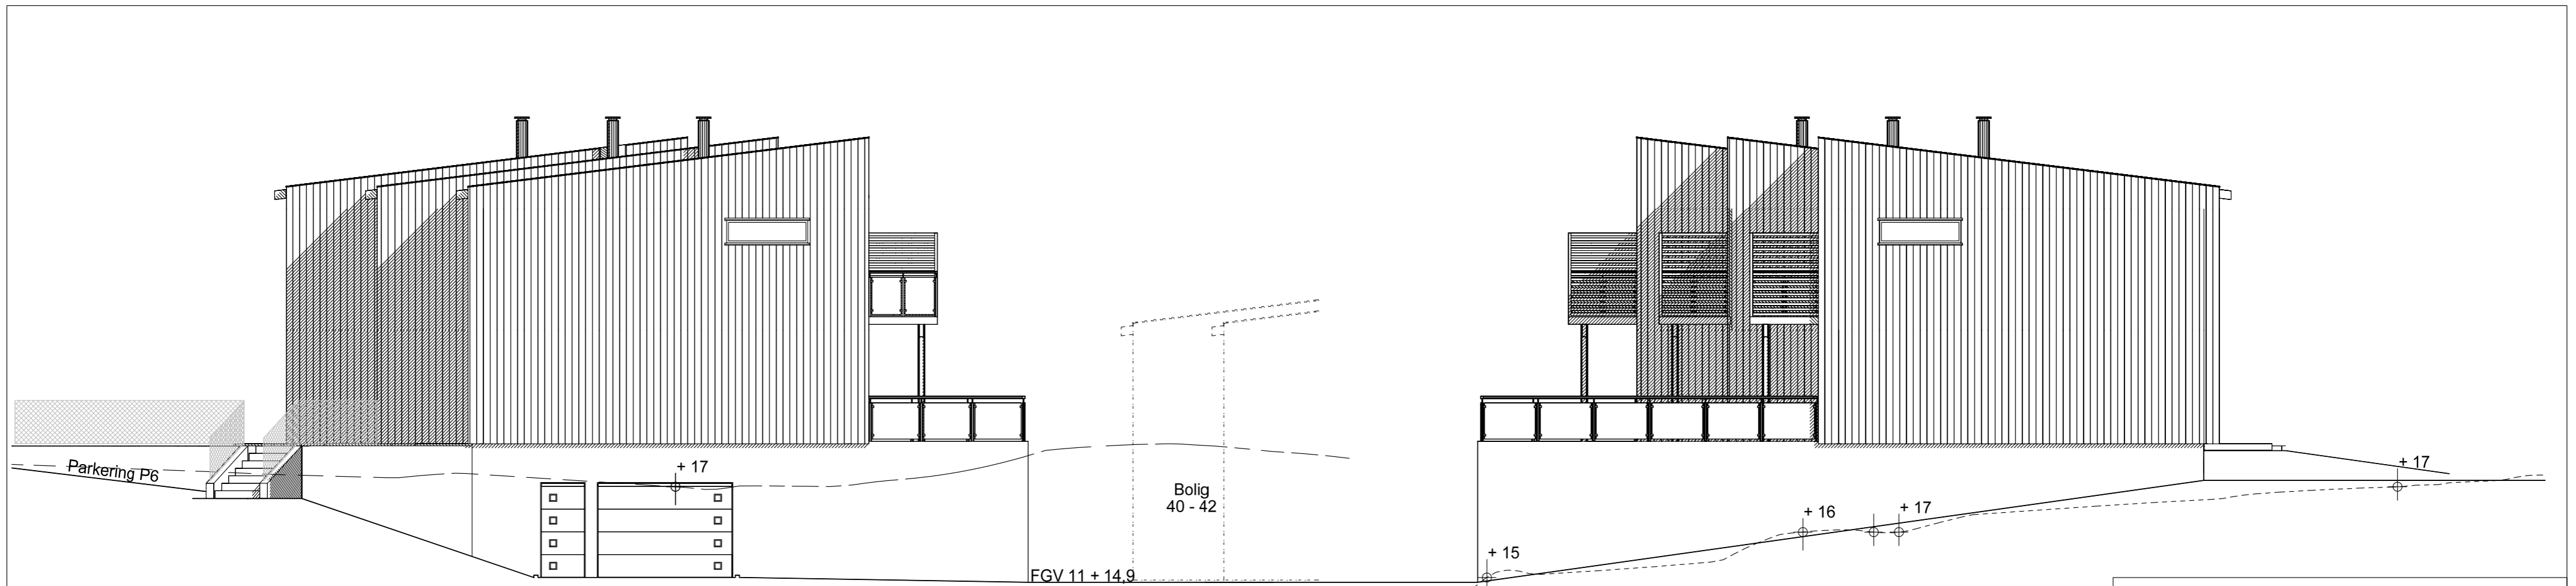 Parkering P6
+ 17
Bolig
40 - 42
FGV 11 + 14,9
+ 15
+ 16
+ 17
+ 17